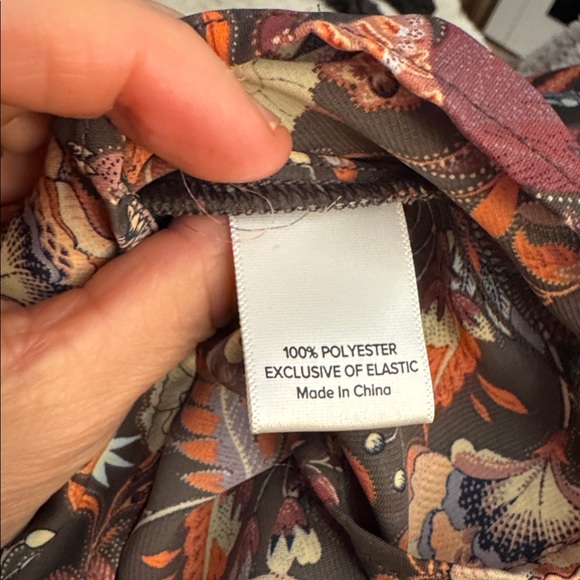 100% POLYESTER
EXCLUSIVE OF ELASTIC
Made In China